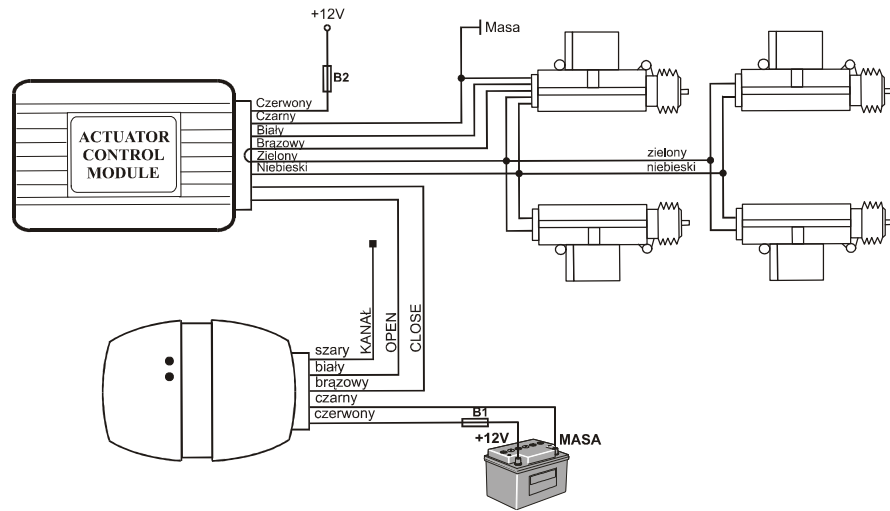 +12V
Masa
B2
Czerwony
Czarny
Biały
Brązowy
Zielony
Niebieski
ACTUATOR
CONTROL
MODULE
zielony
niebieski
KANAŁ
OPEN
CLOSE
szary
biały
brązowy
czarny
czerwony
B1
+12V
MASA